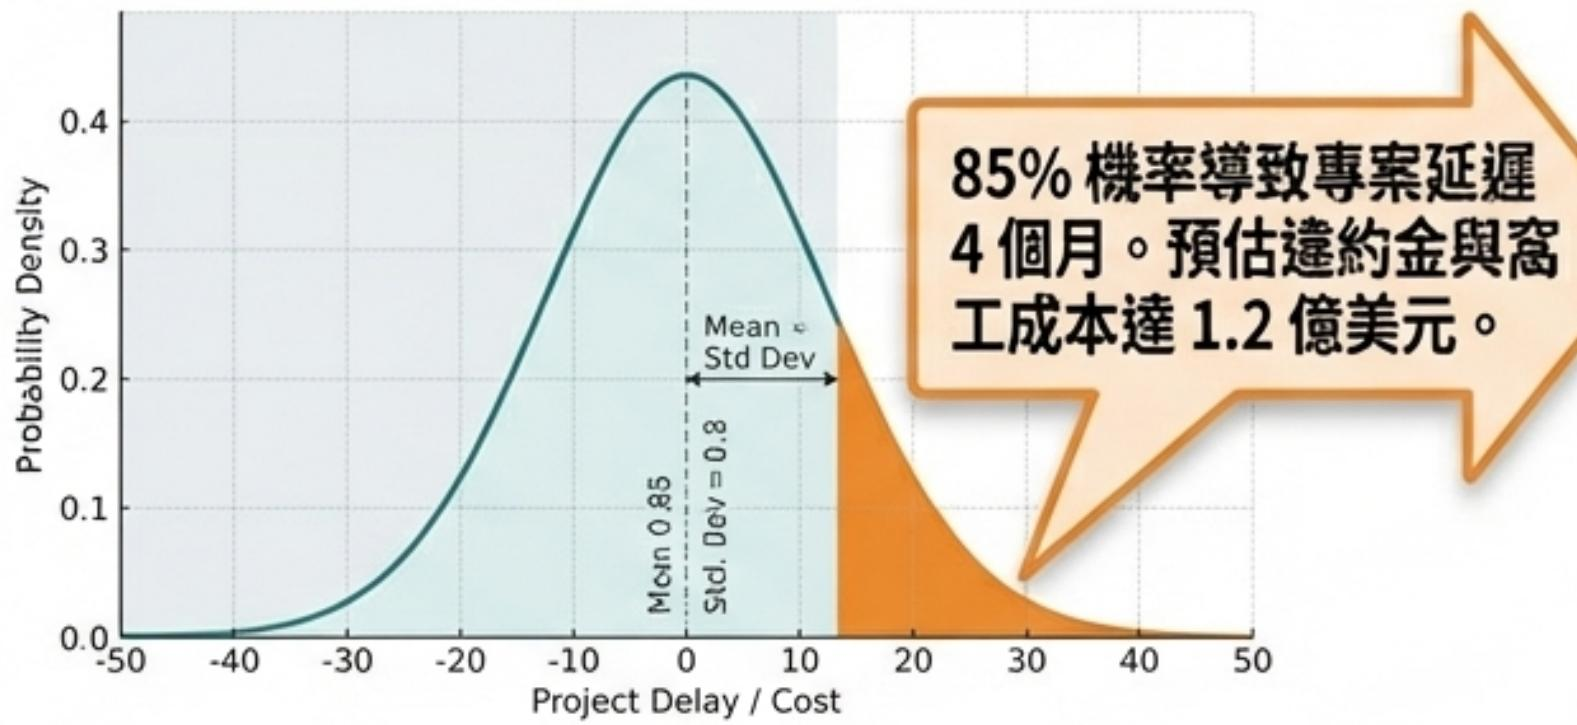 0.4
0.3
0.2
0.1
0.0
Probability Density
-50 -40 -30 -20 -10 0 10 20 30 40 50
Project Delay / Cost
Mean
Std Dev
0.85
Std. Dev = 0.8
85% 機率導致專案延遲
4 個月。預估違約金與窩
工成本達 1.2 億美元。